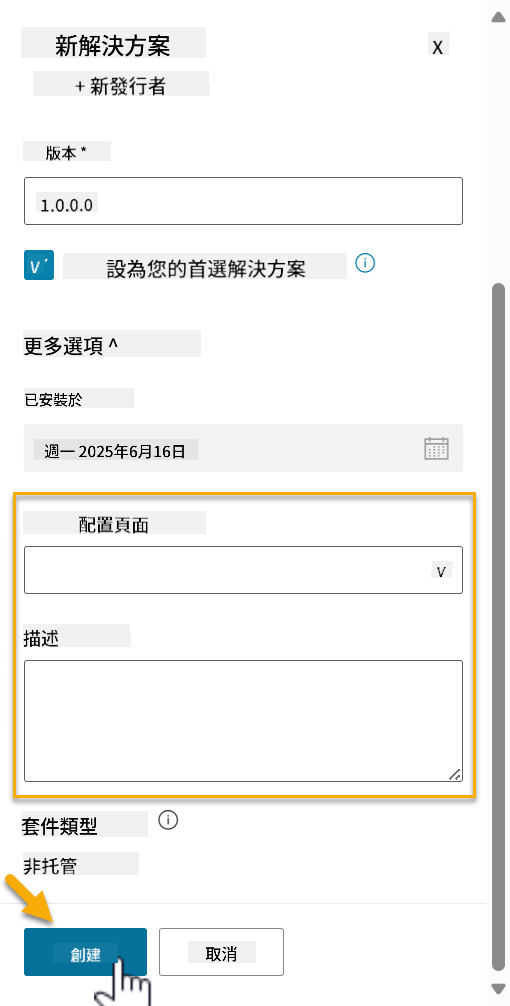 新解決方案
X
+ 新發行者
版本 *
1.0.0.0
設為您的首選解決方案
更多選項 ^
已安裝於
週一 2025年6月16日
配置頁面
描述
套件類型
非托管
創建
取消